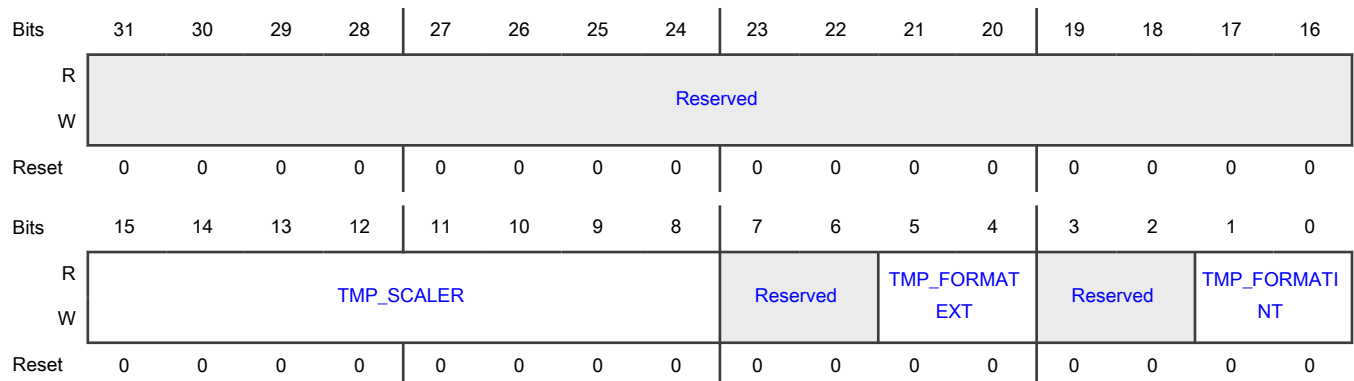 Bits 31 30 29 28 27 26 25 24 23 22 21 20 19 18 17 16
R
Reserved
W
Reset 0 0 0 0 0 0 0 0 0 0 0 0 0 0 0 0
Bits 15 14 13 12 11 10 9 8 7 6 5 4 3 2 1 0
R
TMP_SCALER Reserved TMP_FORMAT Reserved TMP_FORMATI
EXT NT
W
Reset 0 0 0 0 0 0 0 0 0 0 0 0 0 0 0 0